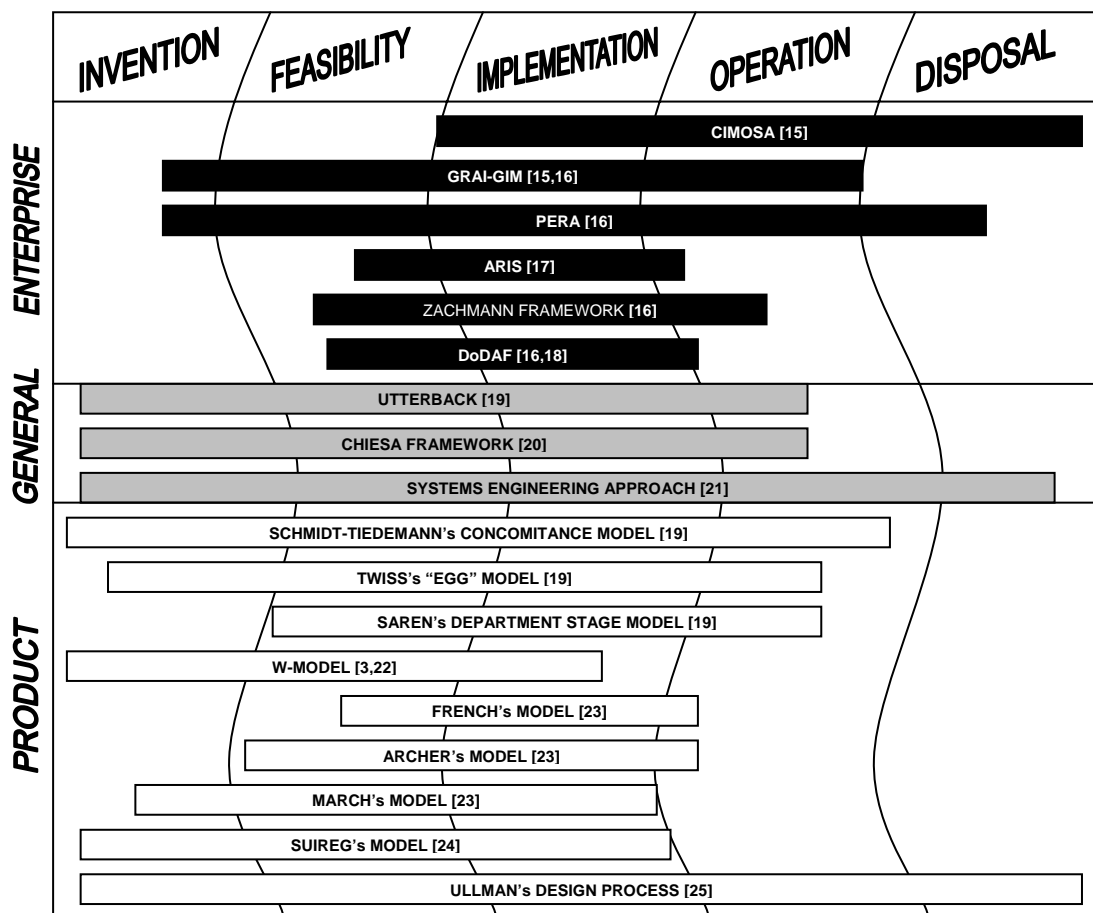 INVENTION
FEASIBILITY
IMPLEMENTATION
OPERATION
DISPOSAL
ENTERPRISE
CIMOSA [15]
GRAI-GIM [15,16]
PERA [16]
ARIS [17]
ZACHMANN FRAMEWORK [16]
DoDAF [16,18]
GENERAL
UTTERBACK [19]
CHIESA FRAMEWORK [20]
SYSTEMS ENGINEERING APPROACH [21]
PRODUCT
SCHMIDT-TIEDEMANN's CONCOMITANCE MODEL [19]
TWISS's “EGG” MODEL [19]
SAREN's DEPARTMENT STAGE MODEL [19]
W-MODEL [3,22]
FRENCH's MODEL [23]
ARCHER's MODEL [23]
MARCH's MODEL [23]
SUIREG's MODEL [24]
ULLMAN's DESIGN PROCESS [25]